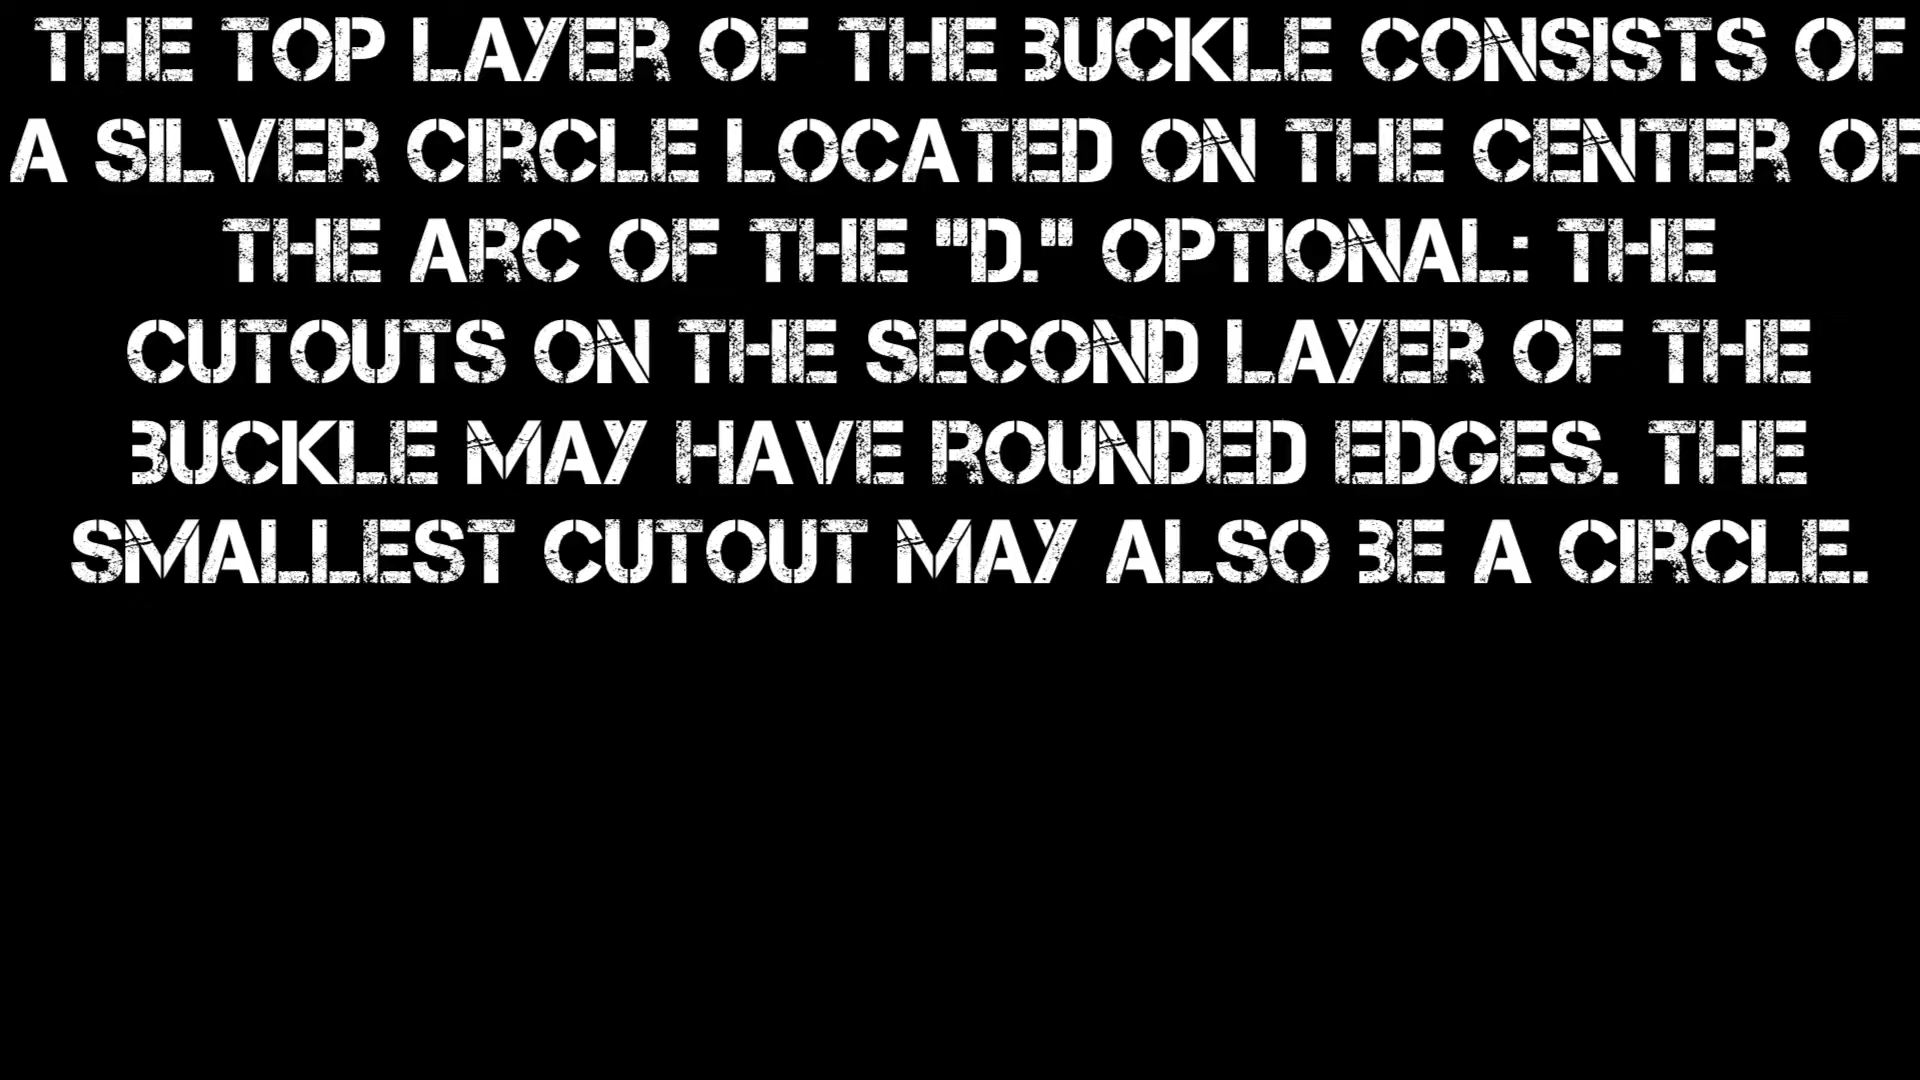 THE TOP LAYER OF THE BUCKLE CONSISTS OF
A SILVER CIRCLE LOCATED ON THE CENTER OF
THE ARC OF THE "D." OPTIONAL: THE
CUTOUTS ON THE SECOND LAYER OF THE
BUCKLE MAY HAVE ROUNDED EDGES. THE
SMALLEST CUTOUT MAY ALSO BE A CIRCLE.